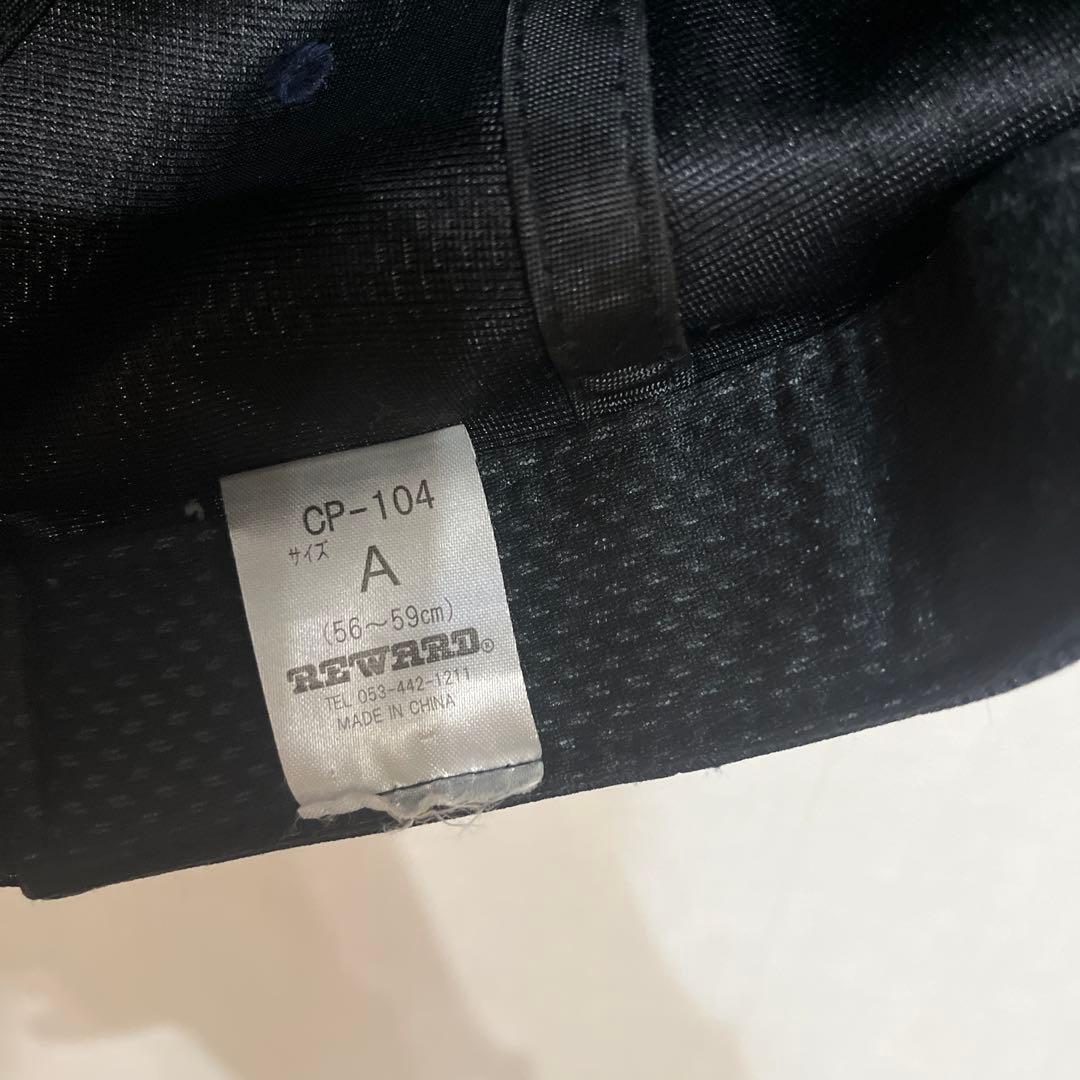 CP-104
サイズ
A
(56～59cm)
REWARD®
TEL 053-442-1211
MADE IN CHINA